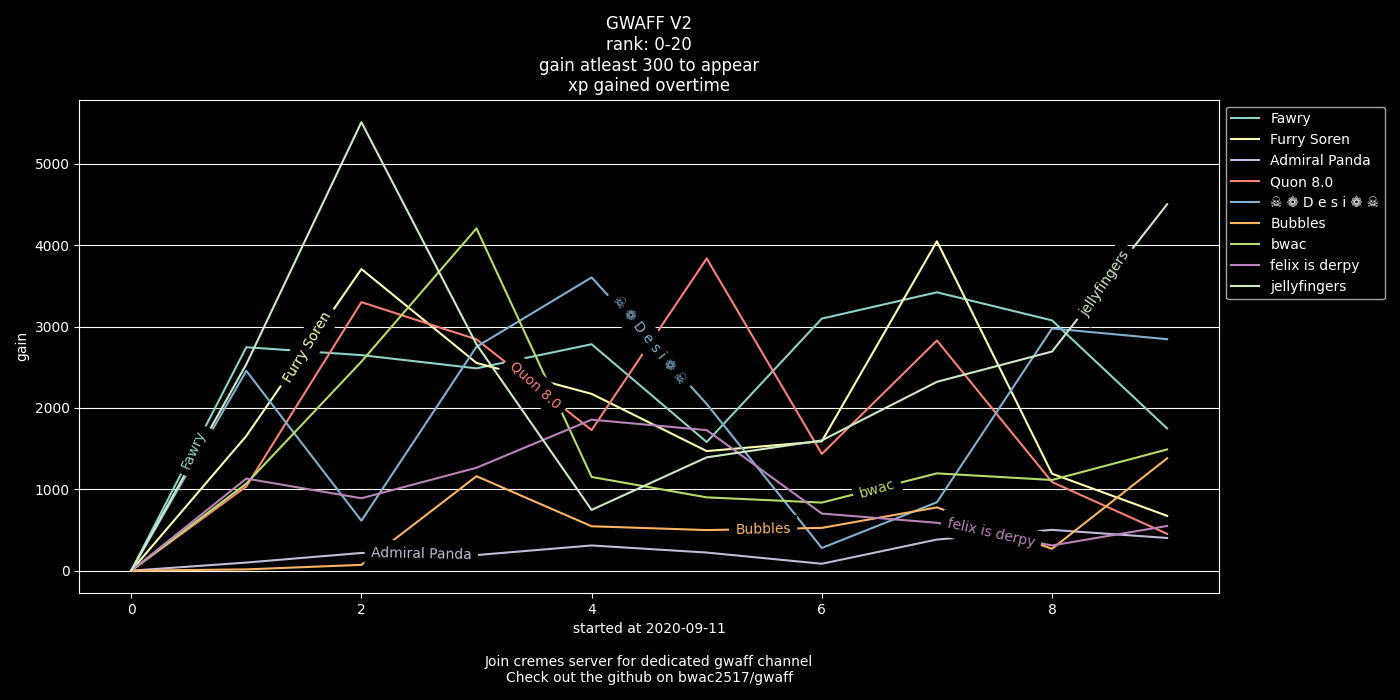 GWAFF V2
rank: 0-20
gain atleast 300 to appear
xp gained overtime
gain
5000
4000
3000
2000
1000
0
0
2
4
6
8
started at 2020-09-11
Fawry
Furry Soren
Admiral Panda
Quon 8.0
☠ ❁ D e s i ❁ ☠
Bubbles
bwac
felix is derpy
jellyfingers
Fawry
Furry Soren
Admiral Panda
Quon 8.0
☠ ❁ D e s i ❁ ☠
Bubbles
bwac
felix is derpy
jellyfingers
Join cremes server for dedicated gwaff channel
Check out the github on bwac2517/gwaff